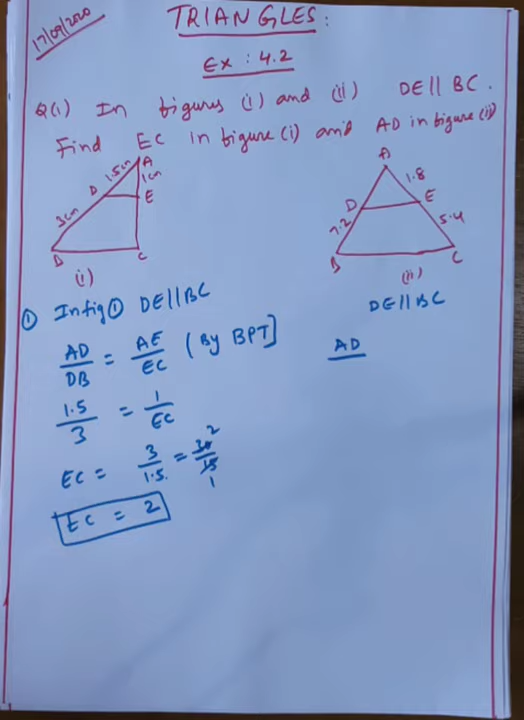 17/09/2020
TRIANGLES:
Ex : 4.2
Q(1) In figures (i) and (ii) DE||BC.
Find EC in figure (i) and AD in figure (ii)
A
1.5cm
1cm
D
E
3cm
B
C
(i)
A
1.8
D
E
7.2
5.4
B
C
(ii)
① In fig ① DE||BC
AD/DB = AE/EC (By BPT]
1.5/3 = 1/EC
EC = 3/1.5. = 30/15 2 1
EC = 2
DE||BC
AD